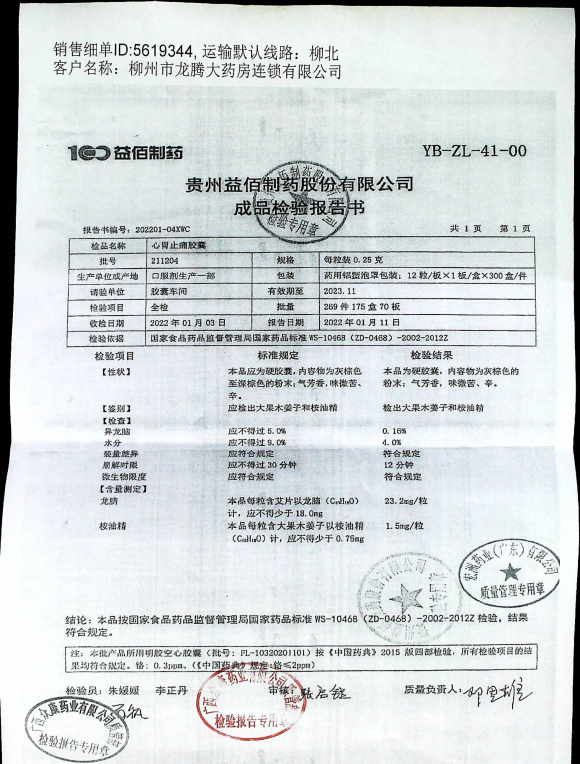 销售细单ID:5619344, 运输默认线路：柳北
客户名称：柳州市龙腾大药房连锁有限公司
益佰制药 YB-ZL-41-00
贵州益佰制药股份有限公司
成品检验报告书
报告书编号：202201-04XWC 共 1 页 第 1 页
检品名称 心胃止痛胶囊
批号 211204 规格 每粒装 0.25 克
生产单位或产地 口服剂生产一部 包装 药用铝塑泡罩包装；12 粒/板×1 板/盒×300 盒/件
请验单位 胶囊车间 有效期至 2023.11
检验项目 全检 批量 269 件 175 盒 70 板
收检日期 2022 年 01 月 03 日 报告日期 2022 年 01 月 11 日
检验依据 国家食品药品监督管理局国家药品标准 WS-10468（ZD-0468）-2002-2012Z
检验项目 标准规定 检验结果
【性状】 本品应为硬胶囊，内容物为灰棕色 本品为硬胶囊，内容物为灰棕色的
至深棕色的粉末；气芳香，味微苦、 粉末；气芳香，味微苦、辛。
辛。
【鉴别】 应检出大果木姜子和桉油精 检出大果木姜子和桉油精
【检查】
异龙脑 应不得过 5.0% 0.16%
水分 应不得过 9.0% 4.0%
装量差异 应符合规定 符合规定
崩解时限 应不得过 30 分钟 12 分钟
微生物限度 应符合规定 符合规定
【含量测定】
龙脑 本品每粒含艾片以龙脑（C₁₀H₁₈O） 23.2mg/粒
计，应不得少于 18.0mg
桉油精 本品每粒含大果木姜子以桉油精 1.5mg/粒
（C₁₀H₁₈O）计，应不得少于 0.75mg
宏洲药业（广东）有限公司
质量管理专用章
结论：本品按国家食品药品监督管理局国家药品标准 WS-10468（ZD-0468）-2002-2012Z 检验，结果
符合规定。
注：本批产品所用明胶空心胶囊（批号：FL-10320201101）按《中国药典》2015 版四部检验，所有检验项目的结
果均符合规定。铬：0.3ppm。（《中国药典》规定：铬≤2ppm）
检验员：朱媛媛 李正丹 审核： 质量负责人：
检验报告专用章
检验报告专用章